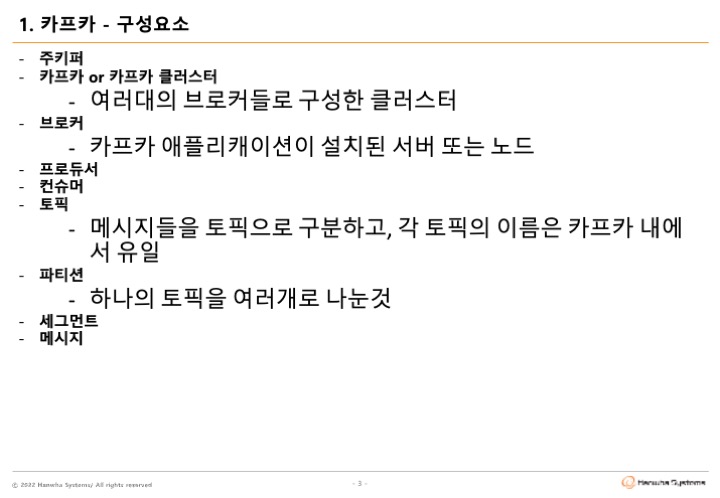 1. 카프카 - 구성요소
- 주키퍼
- 카프카 or 카프카 클러스터
- 여러대의 브로커들로 구성한 클러스터
- 브로커
- 카프카 애플리캐이션이 설치된 서버 또는 노드
- 프로듀서
- 컨슈머
- 토픽
- 메시지들을 토픽으로 구분하고, 각 토픽의 이름은 카프카 내에
서 유일
- 파티션
- 하나의 토픽을 여러개로 나눈것
- 세그먼트
- 메시지
© 2022 Hanwha Systems/ All rights reserved
- 3 -
Hanwha Systems